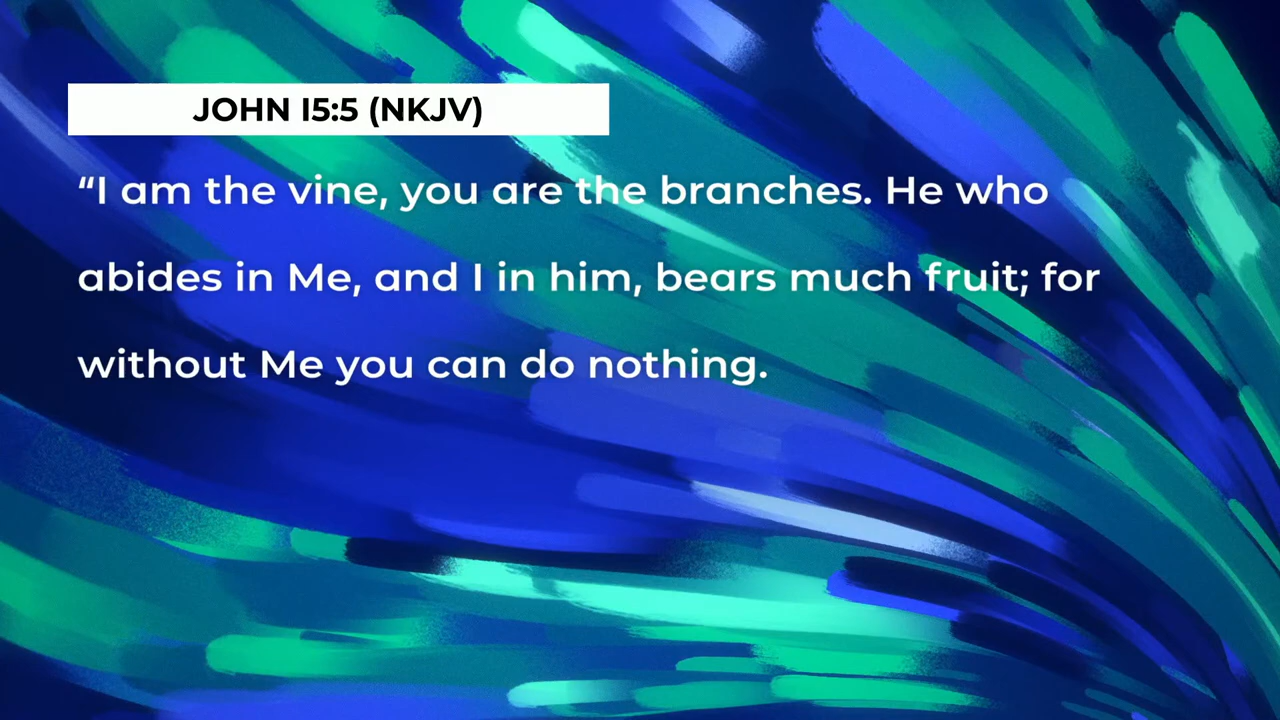 JOHN I5:5 (NKJV)
“I am the vine, you are the branches. He who
abides in Me, and I in him, bears much fruit; for
without Me you can do nothing.